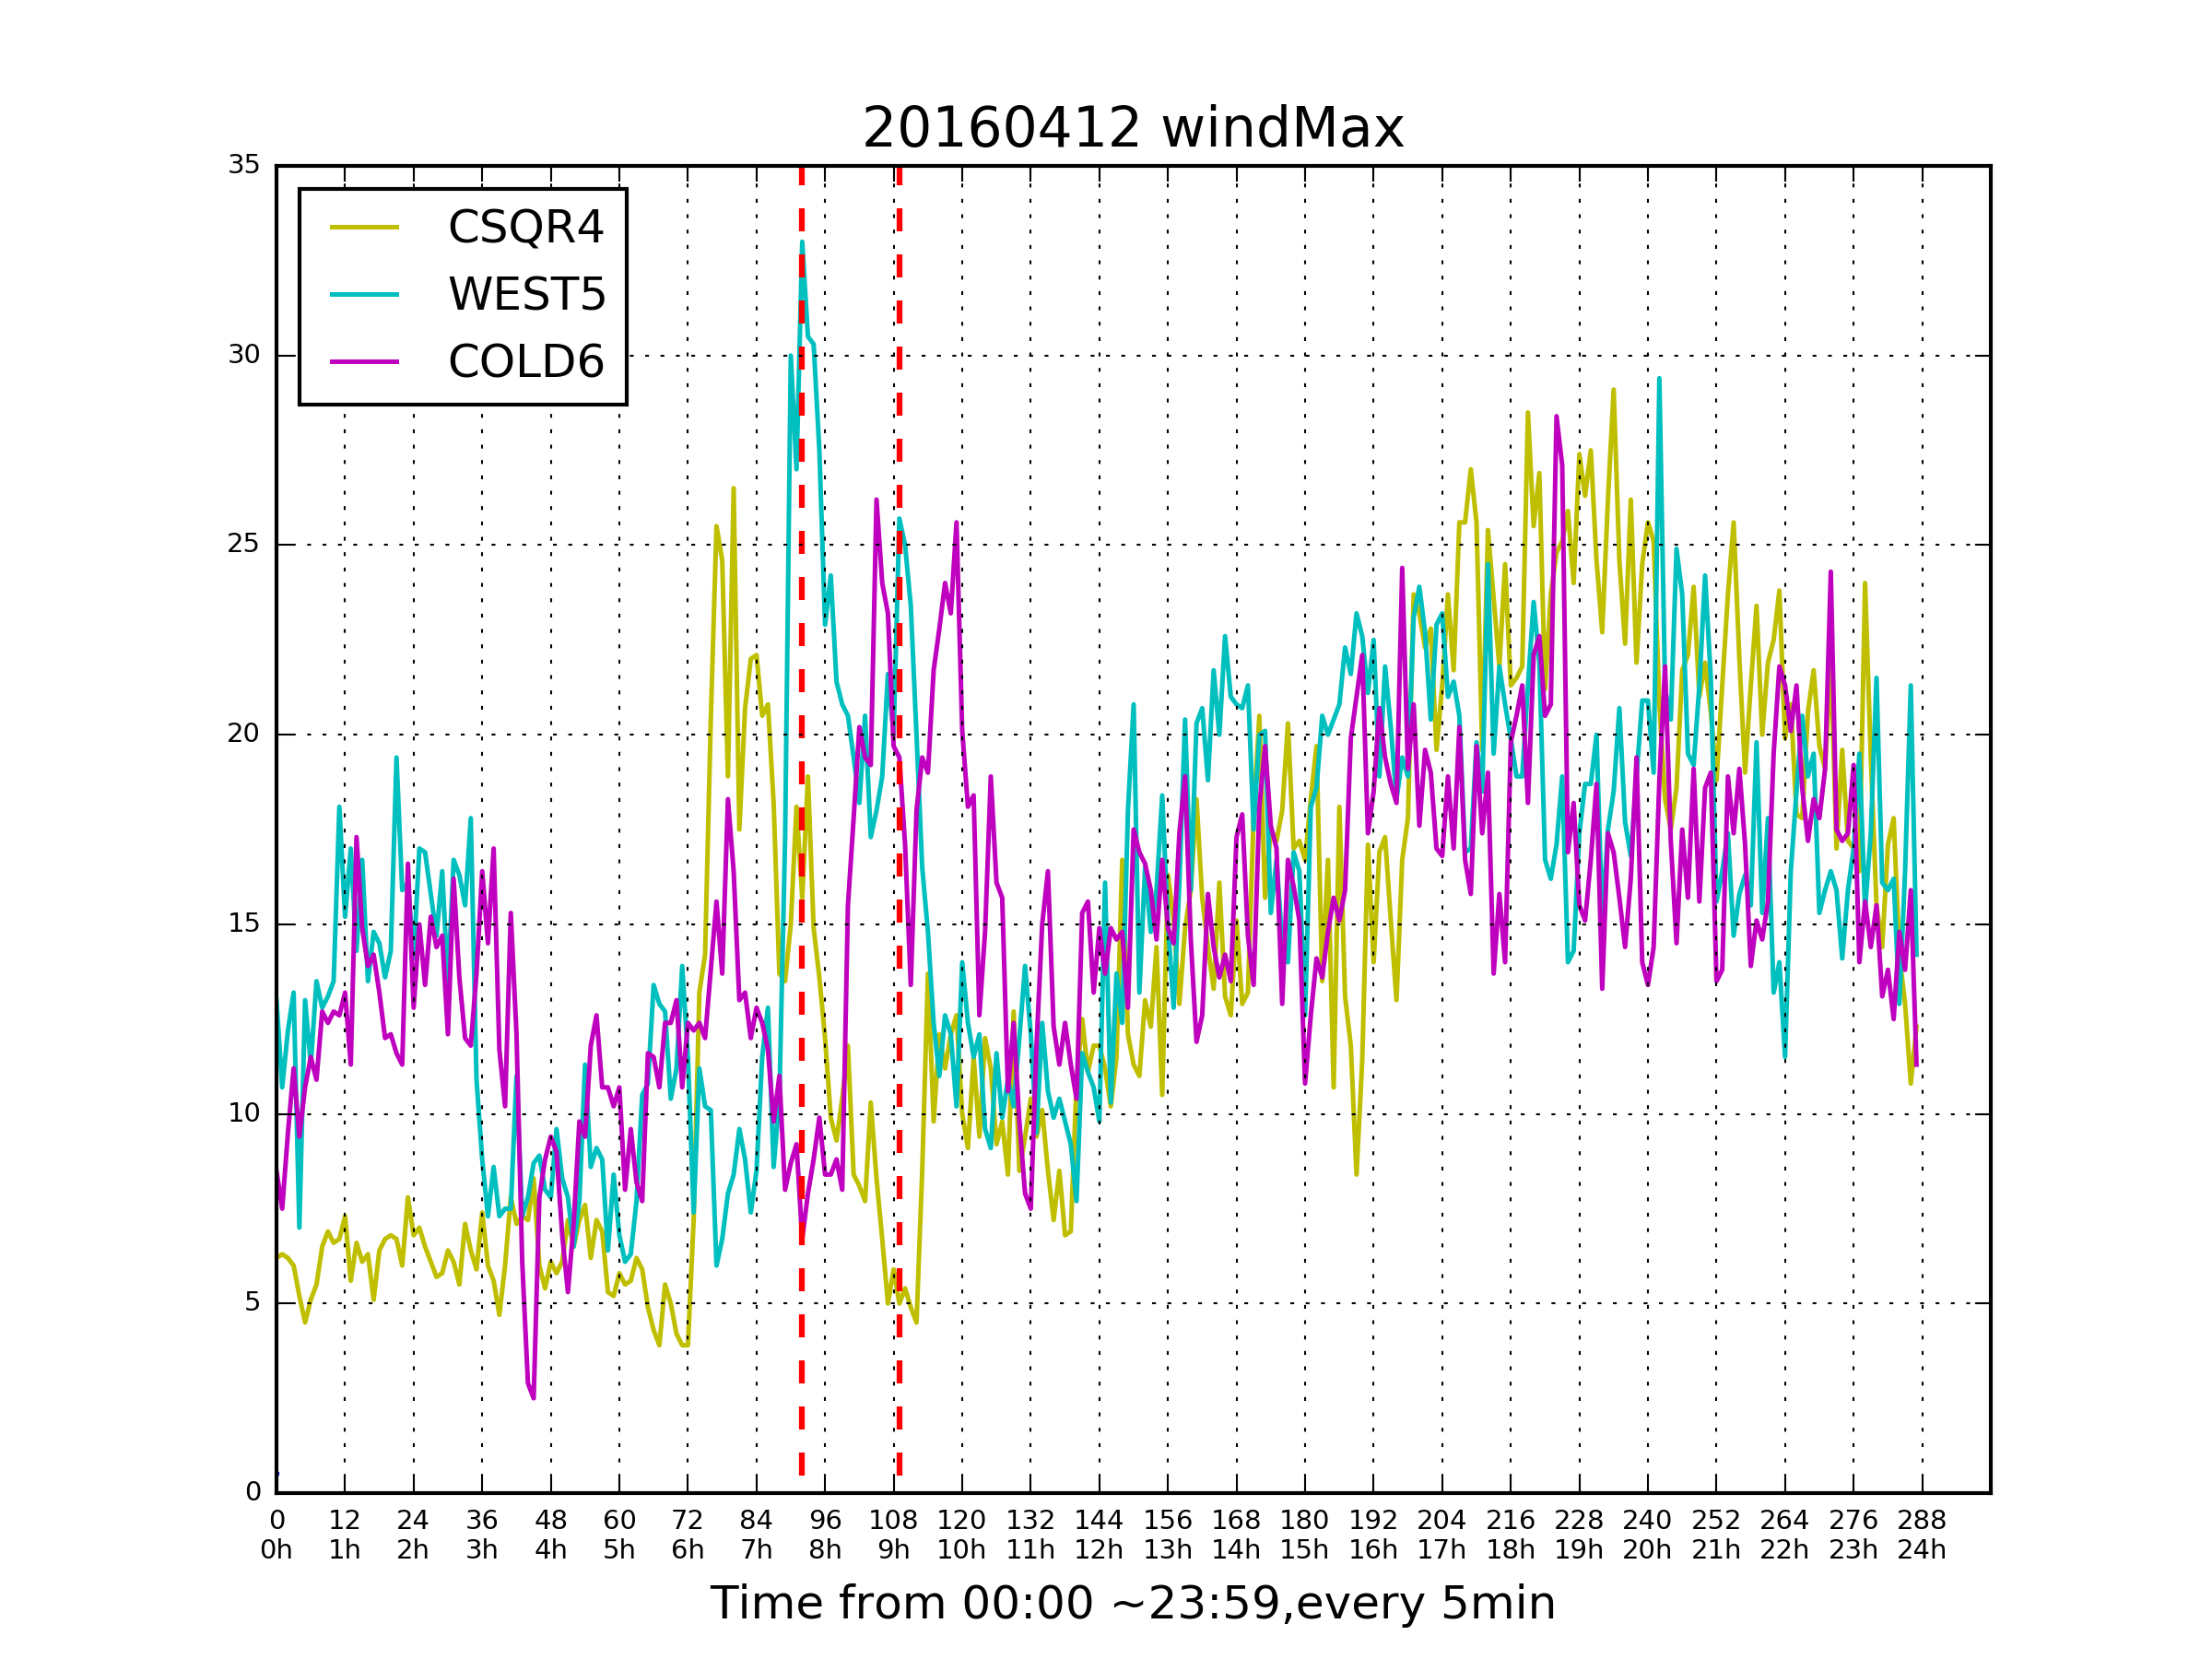 20160412 windMax
35
30
25
20
15
10
5
0
CSQR4
WEST5
COLD6
0 12 24 36 48 60 72 84 96 108 120 132 144 156 168 180 192 204 216 228 240 252 264 276 288
0h 1h 2h 3h 4h 5h 6h 7h 8h 9h 10h 11h 12h 13h 14h 15h 16h 17h 18h 19h 20h 21h 22h 23h 24h
Time from 00:00 ~23:59,every 5min